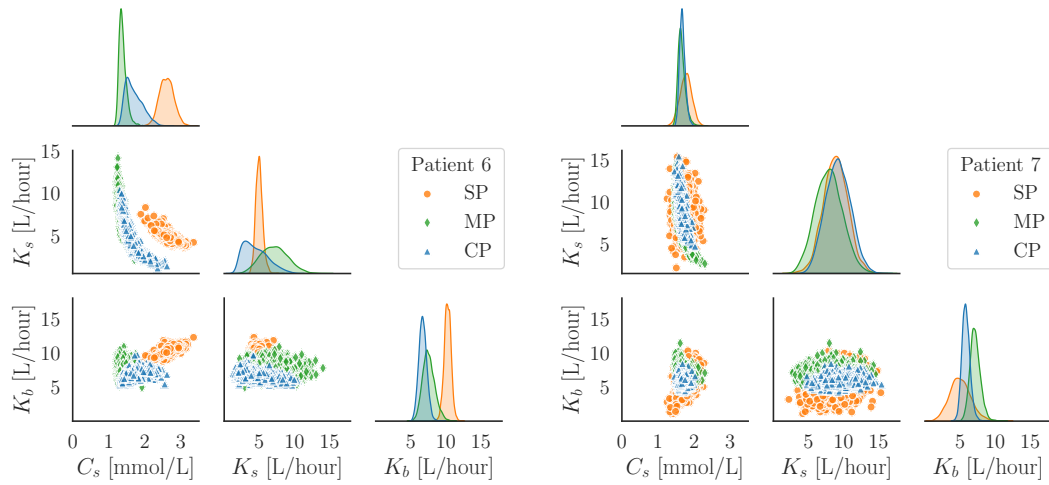 Patient 6
SP
MP
CP
K_s [L/hour]
15
10
5
K_b [L/hour]
15
10
5
0 1 2 3
C_s [mmol/L]
5 10 15
K_s [L/hour]
5 10 15
K_b [L/hour]
Patient 7
SP
MP
CP
K_s [L/hour]
15
10
5
K_b [L/hour]
15
10
5
0 1 2 3
C_s [mmol/L]
5 10 15
K_s [L/hour]
5 10 15
K_b [L/hour]